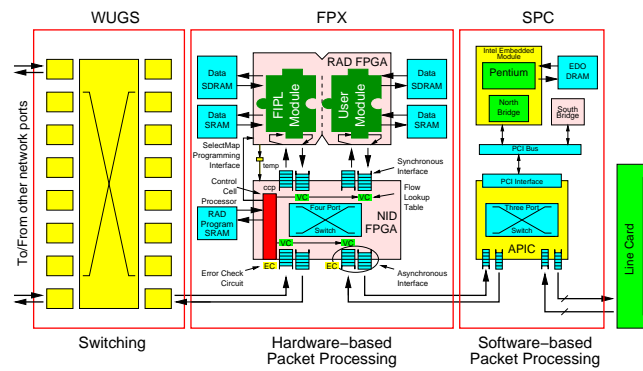 WUGS
FPX
SPC
To/From other network ports
Data
SDRAM
Data
SRAM
RAD FPGA
FIPL
Module
User
Module
Data
SDRAM
Data
SRAM
SelectMap
Programming
Interface
temp
Synchronous
Interface
Control
Cell
Processor
ccp
VC
VC
Flow
Lookup
Table
RAD
Program
SRAM
Four Port
Switch
NID
FPGA
VC
VC
EC
EC
Error Check
Circuit
Asynchronous
Interface
Intel Embedded
Module
Pentium
North
Bridge
EDO
DRAM
South
Bridge
PCI Bus
PCI Interface
Three Port
Switch
APIC
Line Card
Switching
Hardware-based
Packet Processing
Software-based
Packet Processing